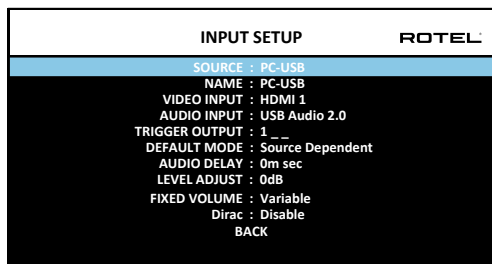 INPUT SETUP ROTEL
SOURCE : PC-USB
NAME : PC-USB
VIDEO INPUT : HDMI 1
AUDIO INPUT : USB Audio 2.0
TRIGGER OUTPUT : 1 _ _
DEFAULT MODE : Source Dependent
AUDIO DELAY : 0m sec
LEVEL ADJUST : 0dB
FIXED VOLUME : Variable
Dirac : Disable
BACK